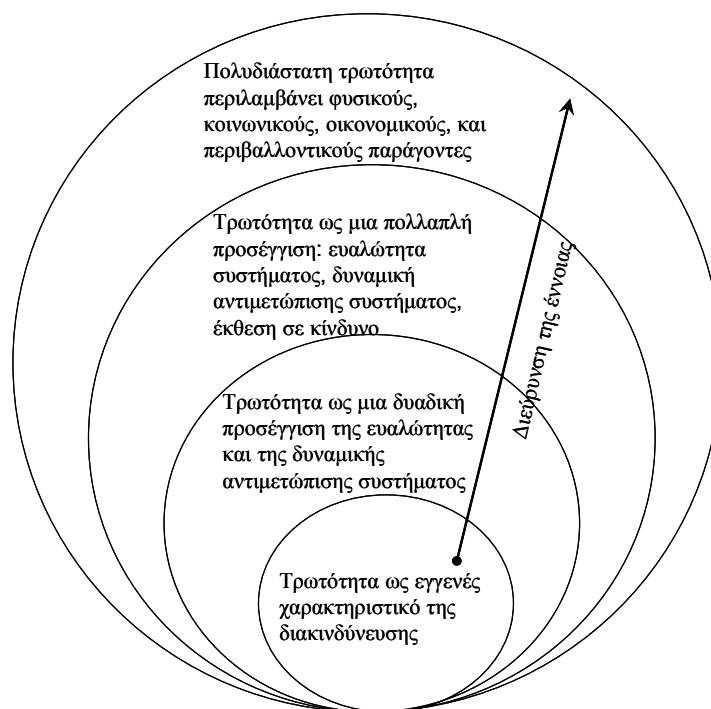 Πολυδιάστατη τρωτότητα
περιλαμβάνει φυσικούς,
κοινωνικούς, οικονομικούς, και
περιβαλλοντικούς παράγοντες
Τρωτότητα ως μια πολλαπλή
προσέγγιση: ευαλώτητα
συστήματος, δυναμική
αντιμετώπισης συστήματος,
έκθεση σε κίνδυνο
Διεύρυνση της έννοιας
Τρωτότητα ως μια δυαδική
προσέγγιση της ευαλώτητας
και της δυναμικής
αντιμετώπισης συστήματος
Τρωτότητα ως εγγενές
χαρακτηριστικό της
διακινδύνευσης